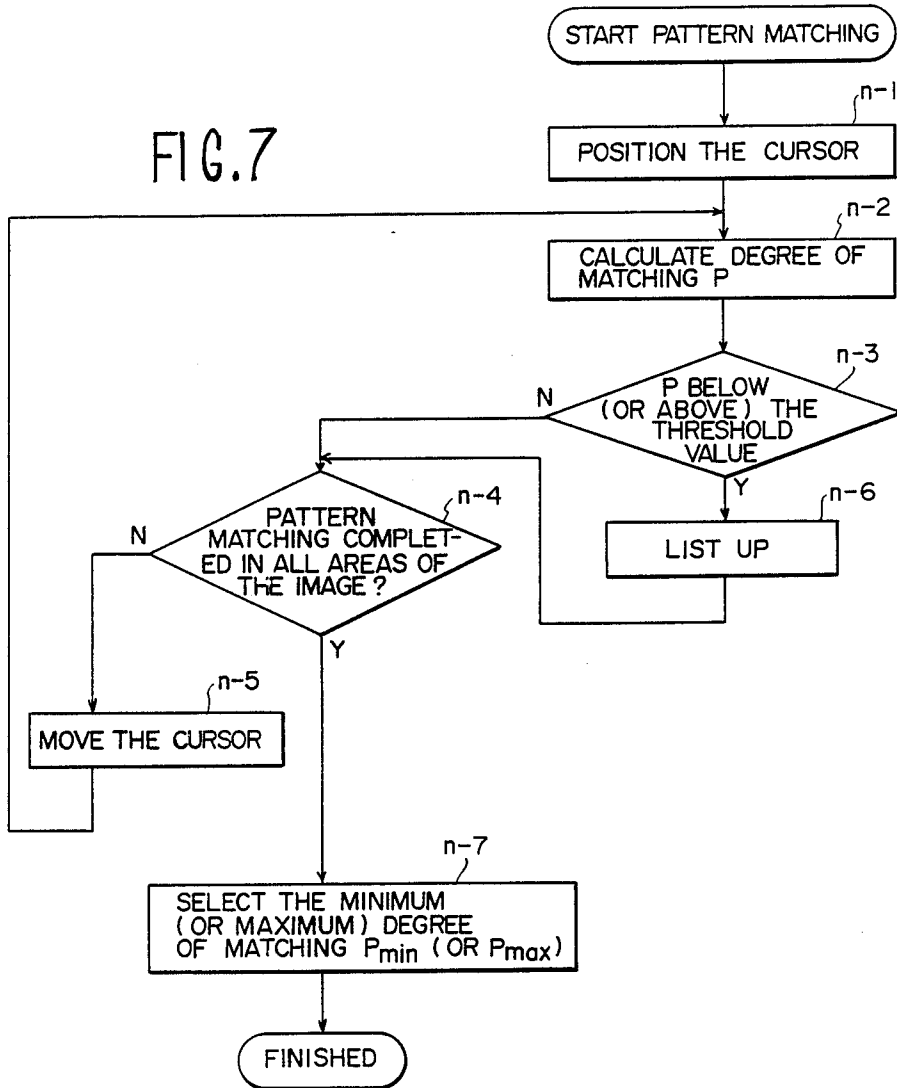 START PATTERN MATCHING
n-1
FIG.7
POSITION THE CURSOR
n-2
CALCULATE DEGREE OF
MATCHING P
n-3
N
P BELOW
(OR ABOVE) THE
THRESHOLD
VALUE
Y
n-6
LIST UP
n-4
N
PATTERN
MATCHING COMPLET-
ED IN ALL AREAS OF
THE IMAGE?
Y
n-5
MOVE THE CURSOR
n-7
SELECT THE MINIMUM
(OR MAXIMUM) DEGREE
OF MATCHING Pmin (OR Pmax)
FINISHED